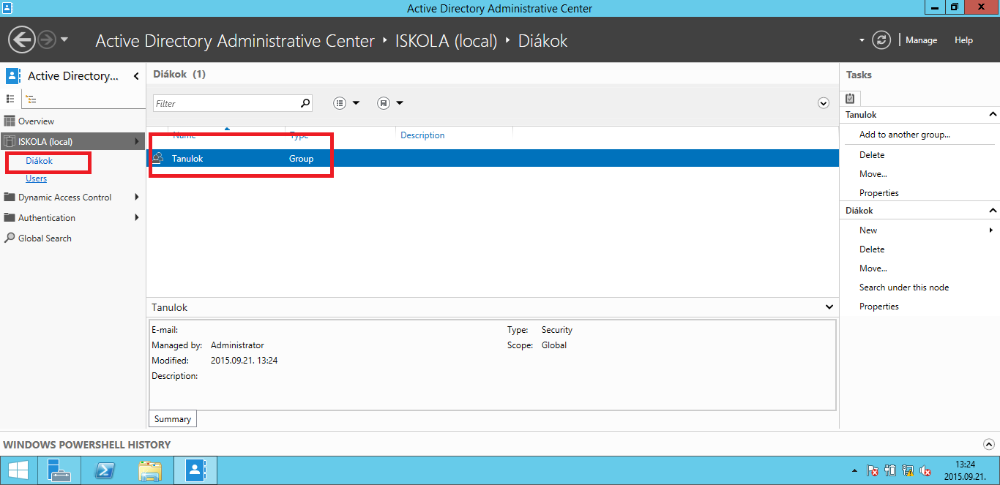 Active Directory Administrative Center
Active Directory Administrative Center ‣ ISKOLA (local) ‣ Diákok
Manage
Help
Active Directory...
Overview
ISKOLA (local)
Diákok
Users
Dynamic Access Control
Authentication
Global Search
Diákok (1)
Filter
Name Type Description
Tanulok Group
Tanulok
E-mail:
Managed by: Administrator
Modified: 2015.09.21. 13:24
Description:
Type: Security
Scope: Global
Summary
Tasks
Tanulok
Add to another group...
Delete
Move...
Properties
Diákok
New
Delete
Move...
Search under this node
Properties
WINDOWS POWERSHELL HISTORY
13:24
2015.09.21.